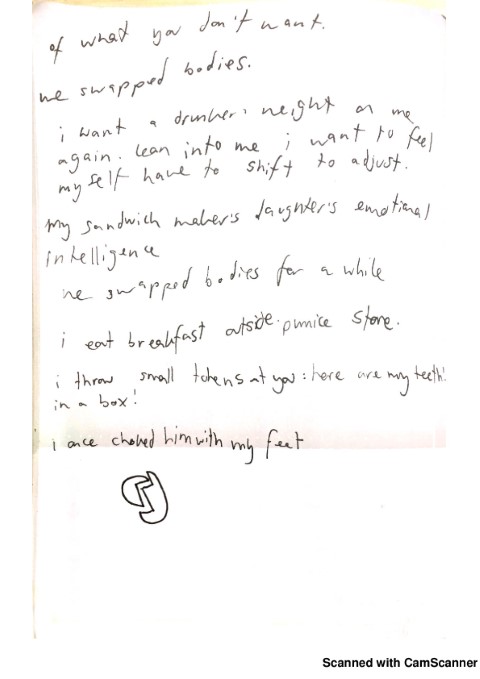 of what you don't want.
we swapped bodies.
i want a drunker's weight on me
again. lean into me i want to feel
myself have to shift to adjust.
my sandwich maker's daughter's emotional
intelligence
we swapped bodies for a while
i eat breakfast outside. pumice stone.
i throw small tokens at you: here are my teeth!
in a box!
i once choked him with my feet
Scanned with CamScanner